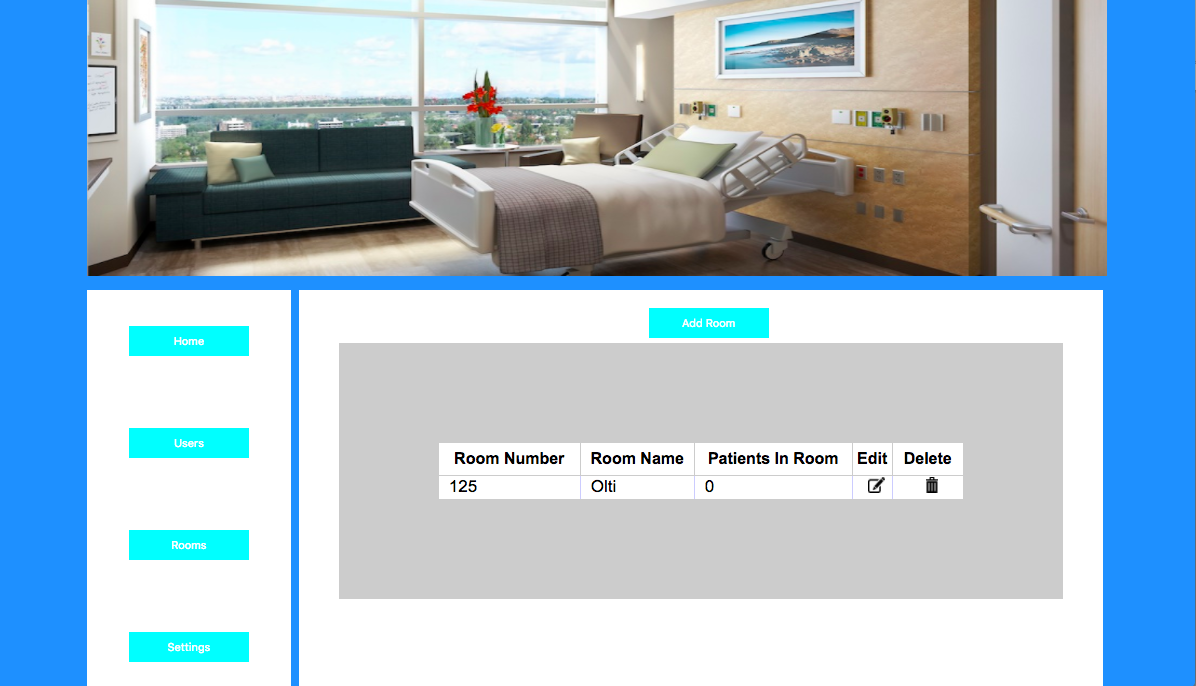 Add Room
Home
Users
Rooms
Settings
Room Number Room Name Patients In Room Edit Delete
125 Olti 0